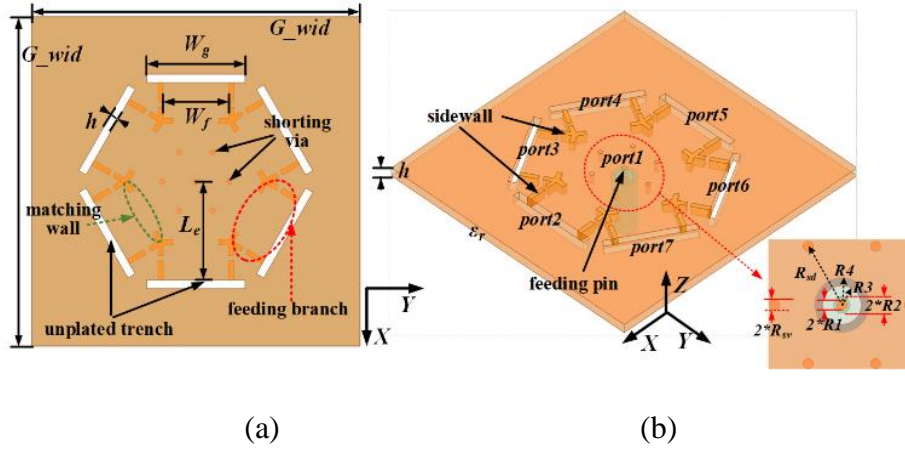 G_wid
G_wid
W_g
h
W_f
shorting
via
matching
wall
L_e
feeding branch
unplated trench
Y
X
(a)
sidewall
port4
port5
port3
port1
h
port6
port2
ε_r
port7
feeding pin
Z
X
Y
R_sd
R4
R3
2*R2
2*R1
2*R_sv
(b)